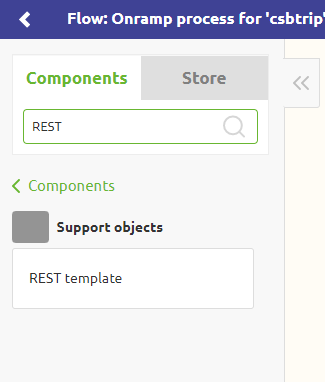 Flow: Onramp process for 'csbtrip'
Components
Store
REST
Components
Support objects
REST template